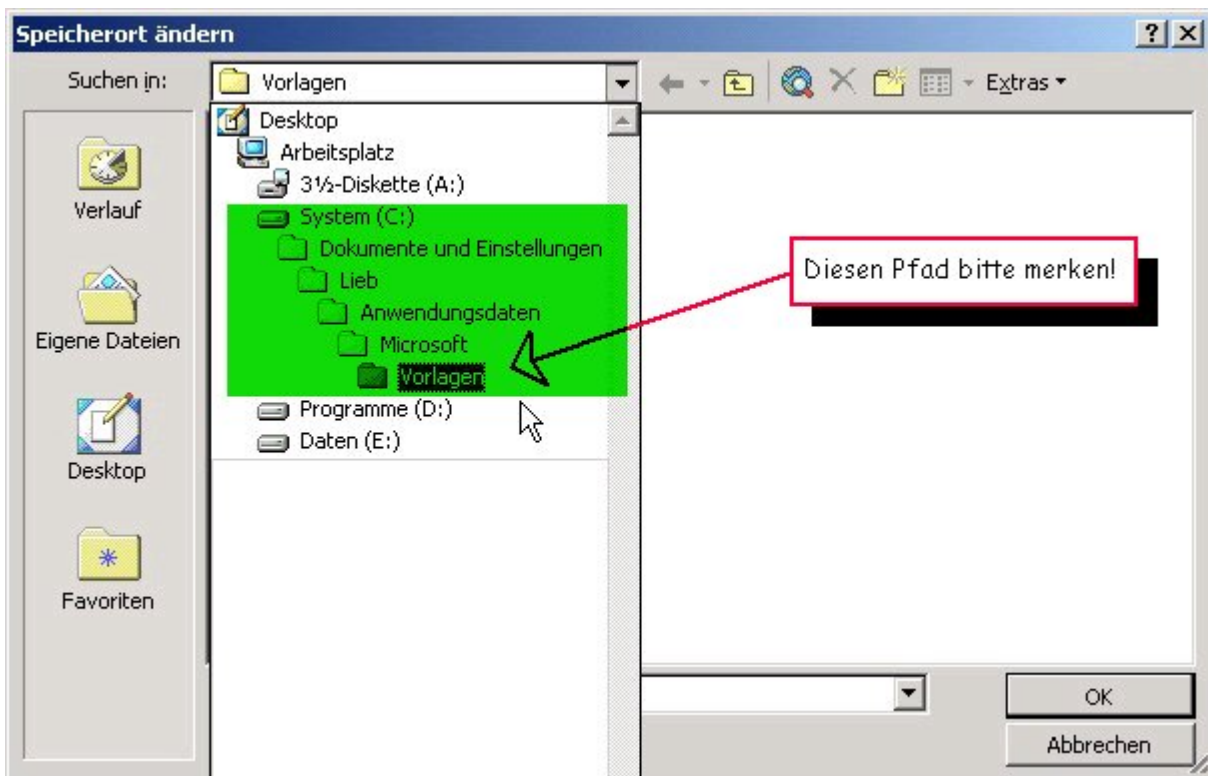 Speicherort ändern
Suchen in:
Vorlagen
Extras
Verlauf
Eigene Dateien
Desktop
Favoriten
Desktop
Arbeitsplatz
3½-Diskette (A:)
System (C:)
Dokumente und Einstellungen
Lieb
Anwendungsdaten
Microsoft
Vorlagen
Programme (D:)
Daten (E:)
Diesen Pfad bitte merken!
OK
Abbrechen